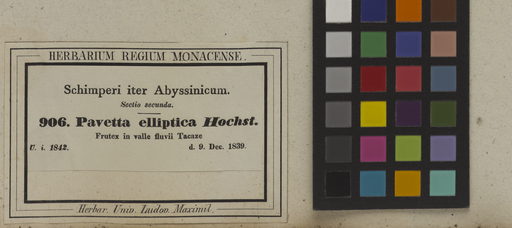 HERBARIUM REGIUM MONACENSE.
Schimperi iter Abyssinicum.
Sectio secunda.
906. Pavetta elliptica Hochst.
Frutex in valle fluvii Tacaze
U. i. 1842. d. 9. Dec. 1839.
Herbar. Univ. Ludov. Maximil.